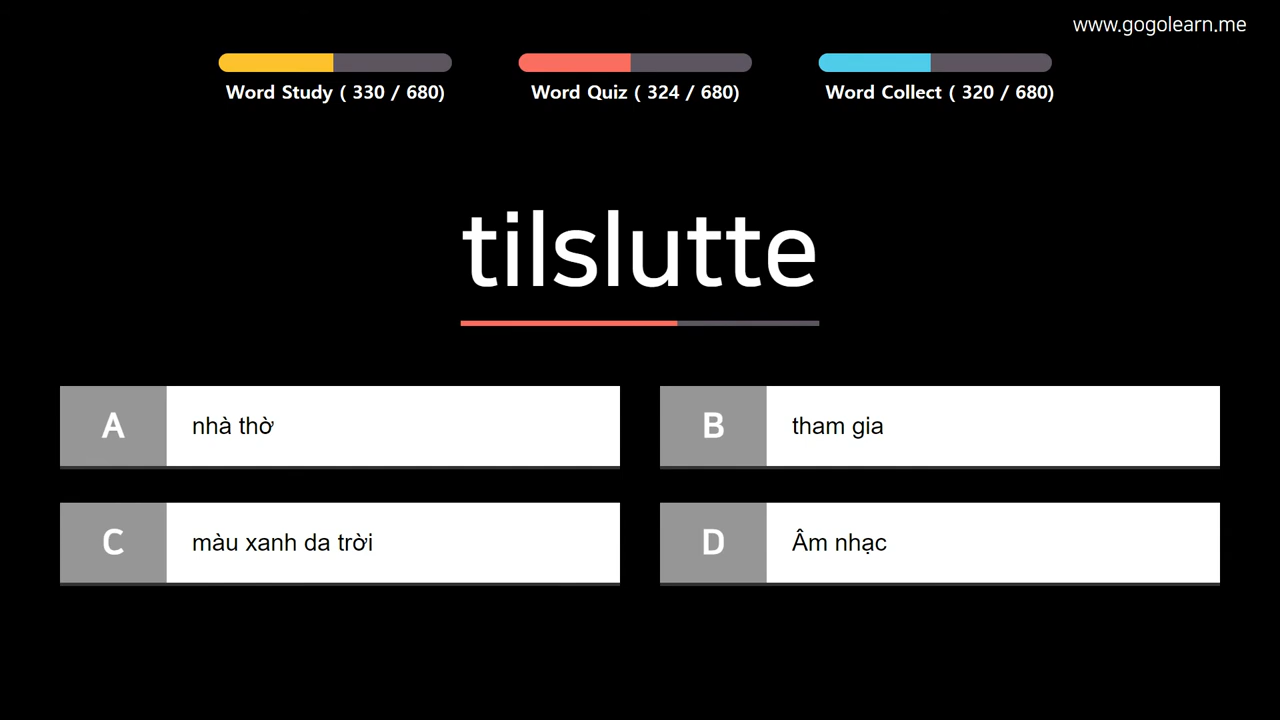 www.gogolearn.me
Word Study ( 330 / 680)
Word Quiz ( 324 / 680)
Word Collect ( 320 / 680)
tilslutte
A nhà thờ
B tham gia
C màu xanh da trời
D Âm nhạc